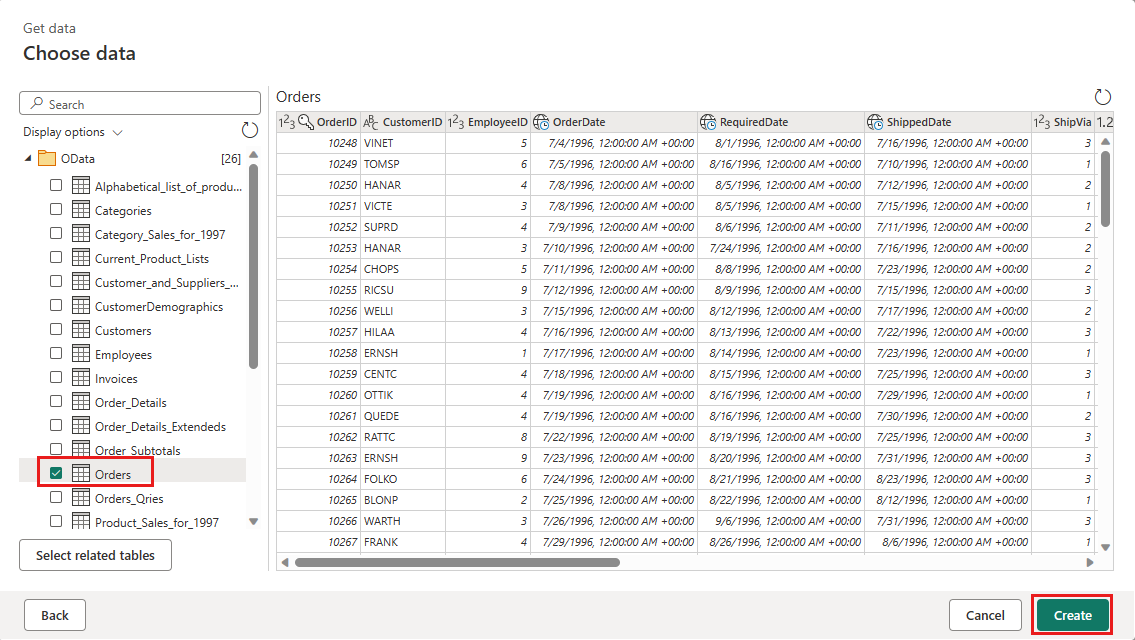 Get data
Choose data
Search
Display options
OData [26]
Alphabetical_list_of_produ...
Categories
Category_Sales_for_1997
Current_Product_Lists
Customer_and_Suppliers_...
CustomerDemographics
Customers
Employees
Invoices
Order_Details
Order_Details_Extendeds
Order_Subtotals
Orders
Orders_Qries
Product_Sales_for_1997
Select related tables
Orders
123 OrderID ABC CustomerID 123 EmployeeID OrderDate RequiredDate ShippedDate 123 ShipVia 1.2
10248 VINET 5 7/4/1996, 12:00:00 AM +00:00 8/1/1996, 12:00:00 AM +00:00 7/16/1996, 12:00:00 AM +00:00 3
10249 TOMSP 6 7/5/1996, 12:00:00 AM +00:00 8/16/1996, 12:00:00 AM +00:00 7/10/1996, 12:00:00 AM +00:00 1
10250 HANAR 4 7/8/1996, 12:00:00 AM +00:00 8/5/1996, 12:00:00 AM +00:00 7/12/1996, 12:00:00 AM +00:00 2
10251 VICTE 3 7/8/1996, 12:00:00 AM +00:00 8/5/1996, 12:00:00 AM +00:00 7/15/1996, 12:00:00 AM +00:00 1
10252 SUPRD 4 7/9/1996, 12:00:00 AM +00:00 8/6/1996, 12:00:00 AM +00:00 7/11/1996, 12:00:00 AM +00:00 2
10253 HANAR 3 7/10/1996, 12:00:00 AM +00:00 7/24/1996, 12:00:00 AM +00:00 7/16/1996, 12:00:00 AM +00:00 2
10254 CHOPS 5 7/11/1996, 12:00:00 AM +00:00 8/8/1996, 12:00:00 AM +00:00 7/23/1996, 12:00:00 AM +00:00 2
10255 RICSU 9 7/12/1996, 12:00:00 AM +00:00 8/9/1996, 12:00:00 AM +00:00 7/15/1996, 12:00:00 AM +00:00 3
10256 WELLI 3 7/15/1996, 12:00:00 AM +00:00 8/12/1996, 12:00:00 AM +00:00 7/17/1996, 12:00:00 AM +00:00 2
10257 HILAA 4 7/16/1996, 12:00:00 AM +00:00 8/13/1996, 12:00:00 AM +00:00 7/22/1996, 12:00:00 AM +00:00 3
10258 ERNSH 1 7/17/1996, 12:00:00 AM +00:00 8/14/1996, 12:00:00 AM +00:00 7/23/1996, 12:00:00 AM +00:00 1
10259 CENTC 4 7/18/1996, 12:00:00 AM +00:00 8/15/1996, 12:00:00 AM +00:00 7/25/1996, 12:00:00 AM +00:00 3
10260 OTTIK 4 7/19/1996, 12:00:00 AM +00:00 8/16/1996, 12:00:00 AM +00:00 7/29/1996, 12:00:00 AM +00:00 1
10261 QUEDE 4 7/19/1996, 12:00:00 AM +00:00 8/16/1996, 12:00:00 AM +00:00 7/30/1996, 12:00:00 AM +00:00 2
10262 RATTC 8 7/22/1996, 12:00:00 AM +00:00 8/19/1996, 12:00:00 AM +00:00 7/25/1996, 12:00:00 AM +00:00 3
10263 ERNSH 9 7/23/1996, 12:00:00 AM +00:00 8/20/1996, 12:00:00 AM +00:00 7/31/1996, 12:00:00 AM +00:00 3
10264 FOLKO 6 7/24/1996, 12:00:00 AM +00:00 8/21/1996, 12:00:00 AM +00:00 8/23/1996, 12:00:00 AM +00:00 3
10265 BLONP 2 7/25/1996, 12:00:00 AM +00:00 8/22/1996, 12:00:00 AM +00:00 8/12/1996, 12:00:00 AM +00:00 1
10266 WARTH 3 7/26/1996, 12:00:00 AM +00:00 9/6/1996, 12:00:00 AM +00:00 7/31/1996, 12:00:00 AM +00:00 3
10267 FRANK 4 7/29/1996, 12:00:00 AM +00:00 8/26/1996, 12:00:00 AM +00:00 8/6/1996, 12:00:00 AM +00:00 1
Back
Cancel
Create